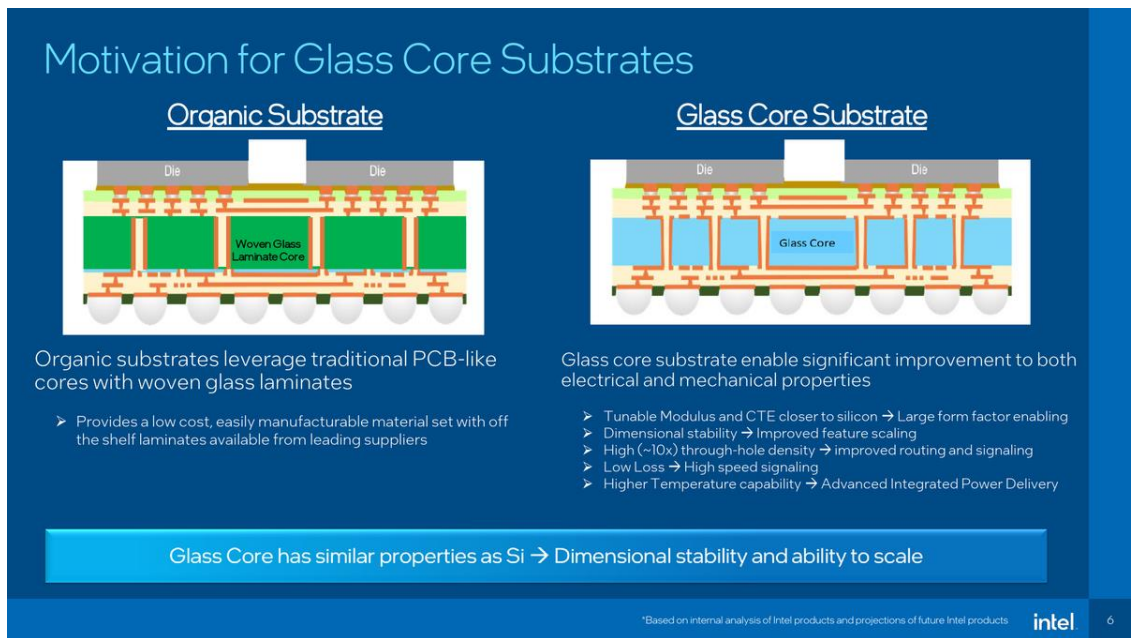 Motivation for Glass Core Substrates
Organic Substrate
Die
Die
Woven Glass
Laminate Core
Organic substrates leverage traditional PCB-like
cores with woven glass laminates
➢ Provides a low cost, easily manufacturable material set with off
the shelf laminates available from leading suppliers
Glass Core Substrate
Die
Die
Glass Core
Glass core substrate enable significant improvement to both
electrical and mechanical properties
➢ Tunable Modulus and CTE closer to silicon → Large form factor enabling
➢ Dimensional stability → Improved feature scaling
➢ High (~10x) through-hole density → improved routing and signaling
➢ Low Loss → High speed signaling
➢ Higher Temperature capability → Advanced Integrated Power Delivery
Glass Core has similar properties as Si → Dimensional stability and ability to scale
*Based on internal analysis of Intel products and projections of future Intel products
intel.
6